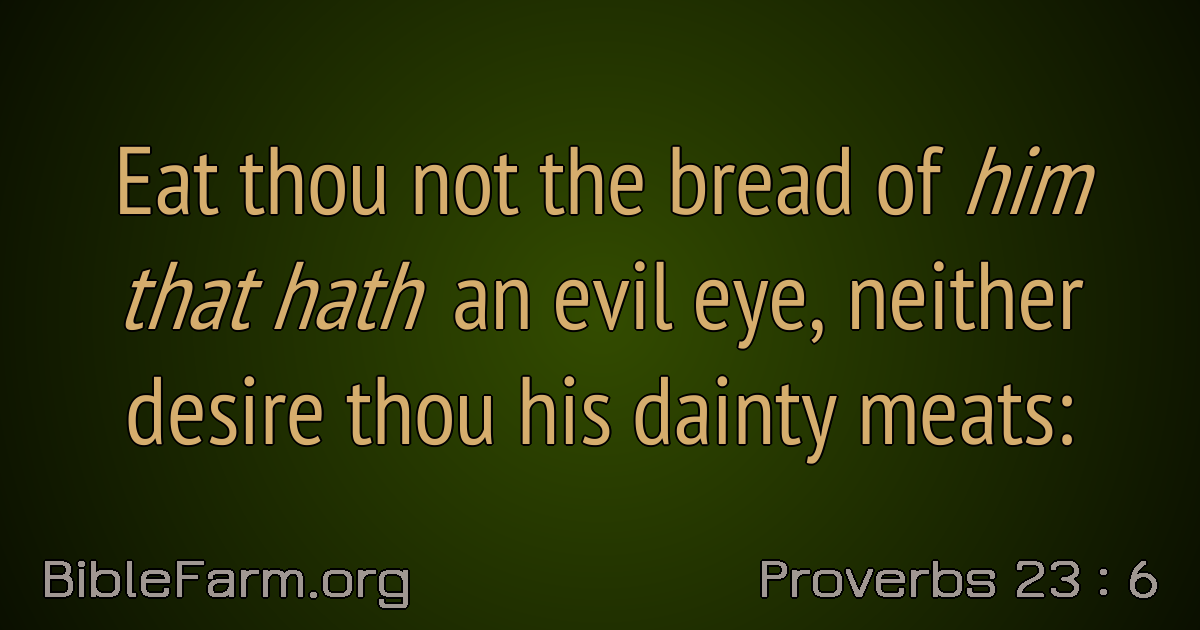 Eat thou not the bread of him
that hath an evil eye, neither
desire thou his dainty meats:
BibleFarm.org
Proverbs 23 : 6